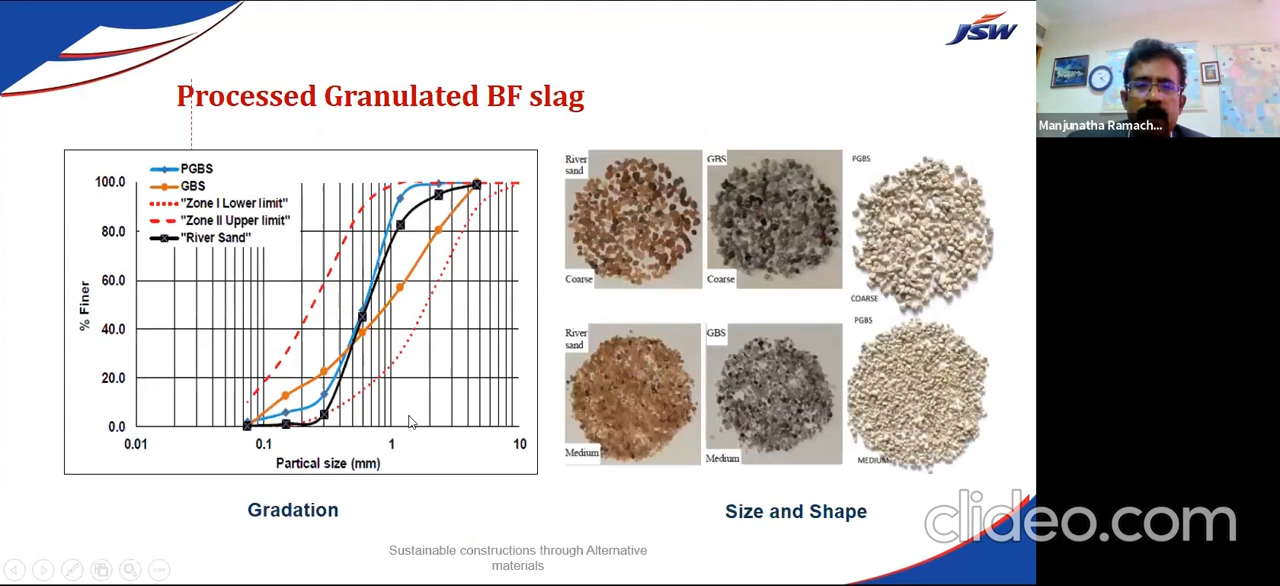 JSW
Processed Granulated BF slag
Manjunatha Ramach...
PGBS
GBS
"Zone I Lower limit"
"Zone II Upper limit"
"River Sand"
100.0
80.0
60.0
40.0
20.0
0.0
% Finer
0.01
0.1
1
10
Partical size (mm)
River
sand
Coarse
GBS
Coarse
PGBS
COARSE
River
sand
Medium
GBS
Medium
PGBS
MEDIUM
Gradation
Size and Shape
Sustainable constructions through Alternative
materials
clideo.com